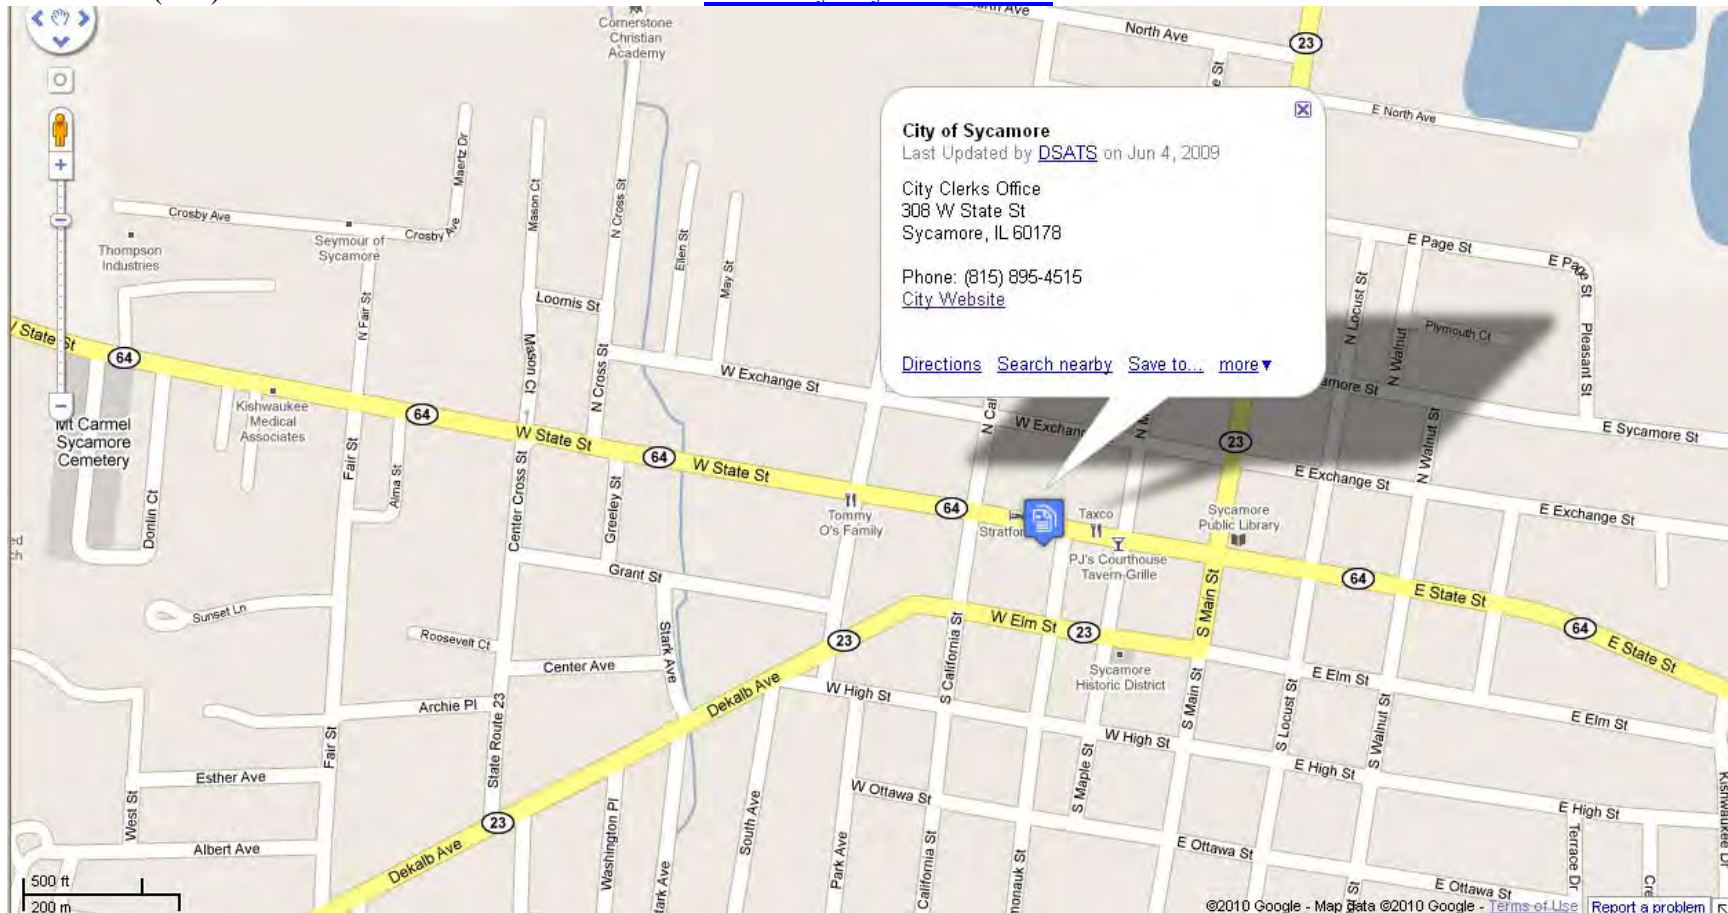 Cornerstone
Christian
Academy
North Ave
23
E North Ave
City of Sycamore
Last Updated by DSATS on Jun 4, 2009
City Clerks Office
308 W State St
Sycamore, IL 60178
Phone: (815) 895-4515
City Website
Directions Search nearby Save to... more▼
Maertz Dr
Mason Ct
N Cross St
Crosby Ave
Crosby Ave
Thompson
Industries
Seymour of
Sycamore
Ellen St
May St
E Page St
E Page St
N Locust St
Plymouth Ct
N Walnut
Pleasant St
Loomis St
N Fair St
Mason Ct
N Cross St
State St
64
W Exchange St
Kishwaukee
Medical
Associates
64
Mt Carmel
Sycamore
Cemetery
W State St
64
W State St
23
E Sycamore St
N Walnut St
E Exchange St
E Exchange St
Fair St
Alma St
Donlin Ct
Center Cross St
Greeley St
Tommy
O's Family
64
Taxco
PJ's Courthouse
Tavern-Grille
Sycamore
Public Library
Grant St
64
E State St
64
E State St
Sunset Ln
Roosevelt Ct
Center Ave
Stark Ave
23
W Elm St
23
S Main St
S California St
Sycamore
Historic District
E Elm St
E Elm St
Archie Pl
Dekalb Ave
W High St
W High St
S Main St
S Locust St
S Walnut St
Fair St
State Route 23
Esther Ave
West St
E High St
E High St
S Maple St
W Ottawa St
Kishwaukee Dr
Albert Ave
23
Dekalb Ave
Washington Pl
South Ave
Park Ave
California St
E Ottawa St
E Ottawa St
Terrace Dr
500 ft
200 m
©2010 Google - Map data ©2010 Google - Terms of Use Report a problem